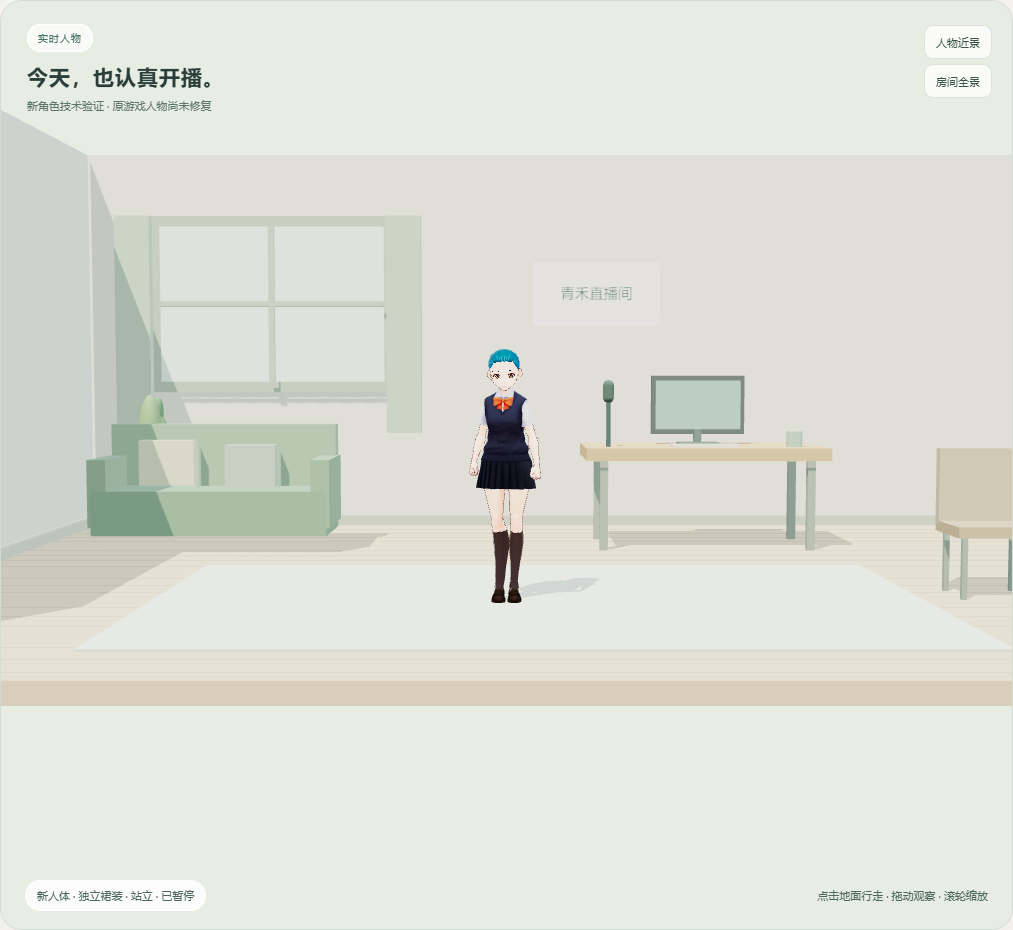 实时人物
今天，也认真开播。
新角色技术验证 · 原游戏人物尚未修复
人物近景
房间全景
青禾直播间
新人体 · 独立裙装 · 站立 · 已暂停
点击地面行走 · 拖动观察 · 滚轮缩放